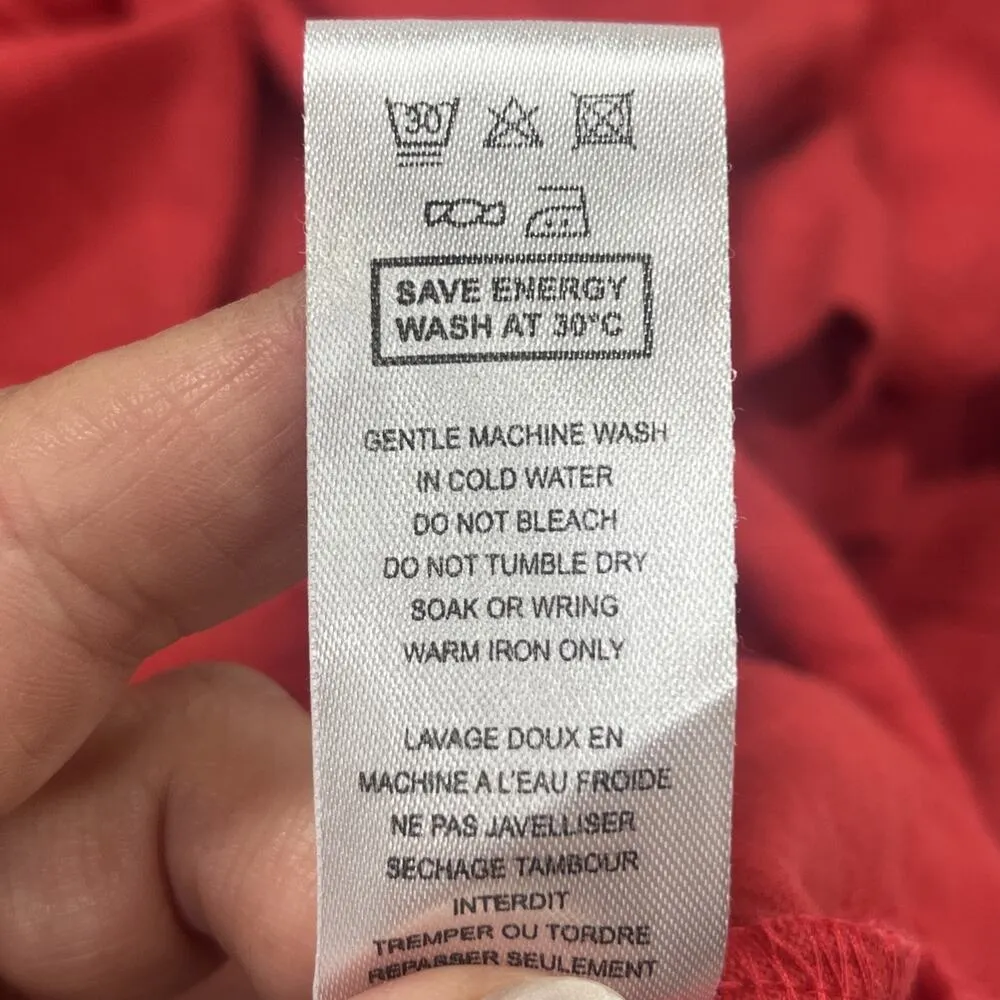 30
SAVE ENERGY
WASH AT 30°C
GENTLE MACHINE WASH
IN COLD WATER
DO NOT BLEACH
DO NOT TUMBLE DRY
SOAK OR WRING
WARM IRON ONLY
LAVAGE DOUX EN
MACHINE A L'EAU FROIDE
NE PAS JAVELLISER
SECHAGE TAMBOUR
INTERDIT
TREMPER OU TORDRE
REPASSER SEULEMENT